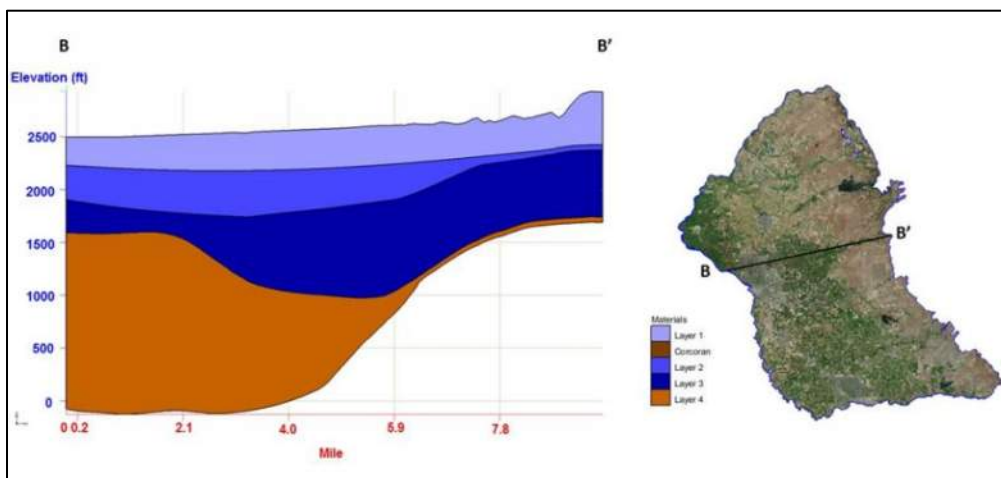 B B'
Elevation (ft)
2500
2000
1500
1000
500
0
0 0.2 2.1 4.0 5.9 7.8
Mile
B B'
Materials
Layer 1
Corcoran
Layer 2
Layer 3
Layer 4